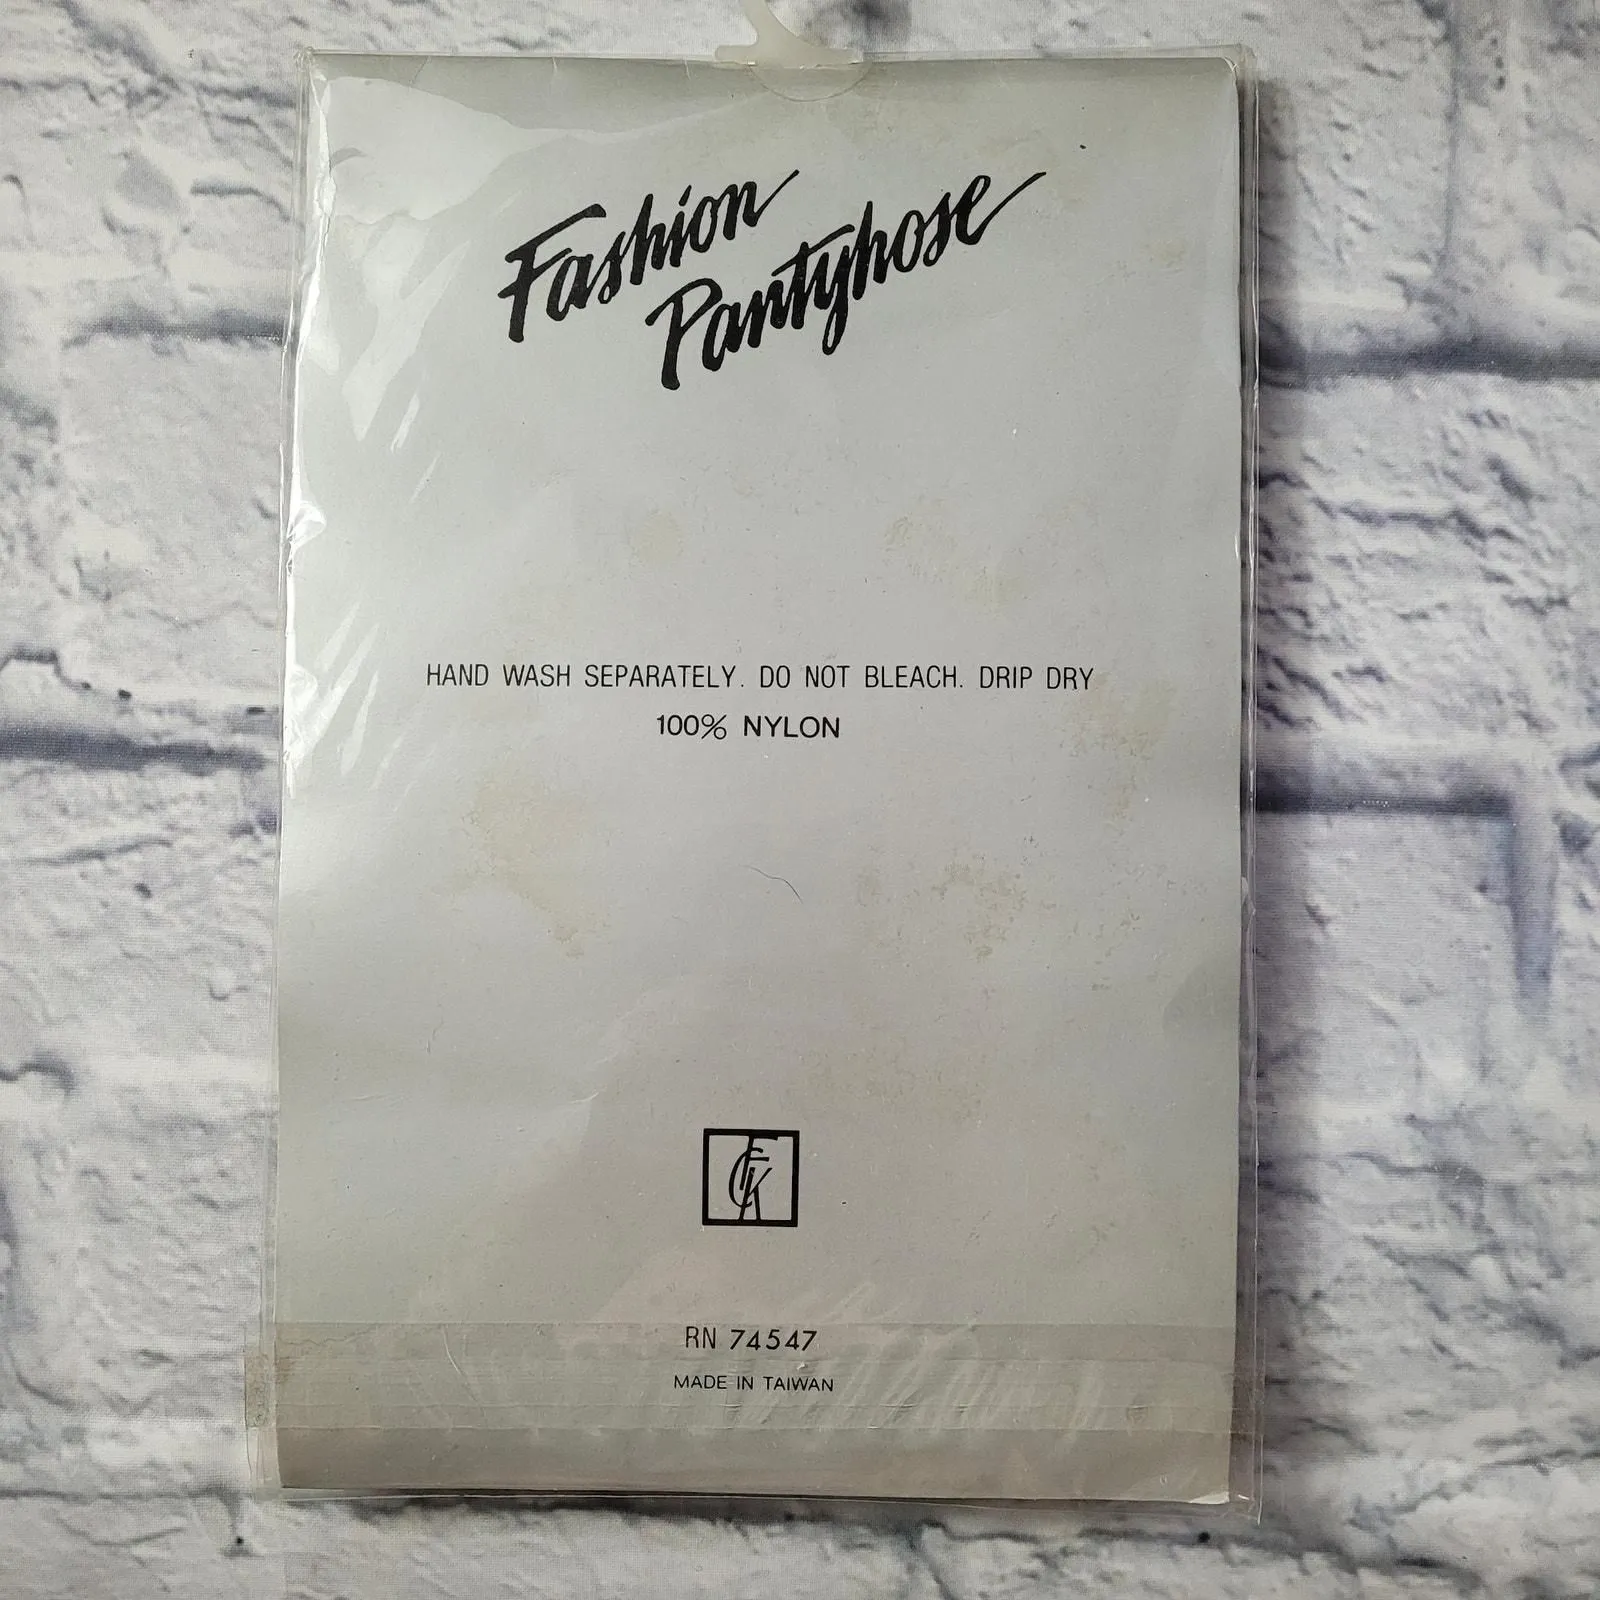 Fashion
Pantyhose
HAND WASH SEPARATELY. DO NOT BLEACH. DRIP DRY
100% NYLON
RN 74547
MADE IN TAIWAN